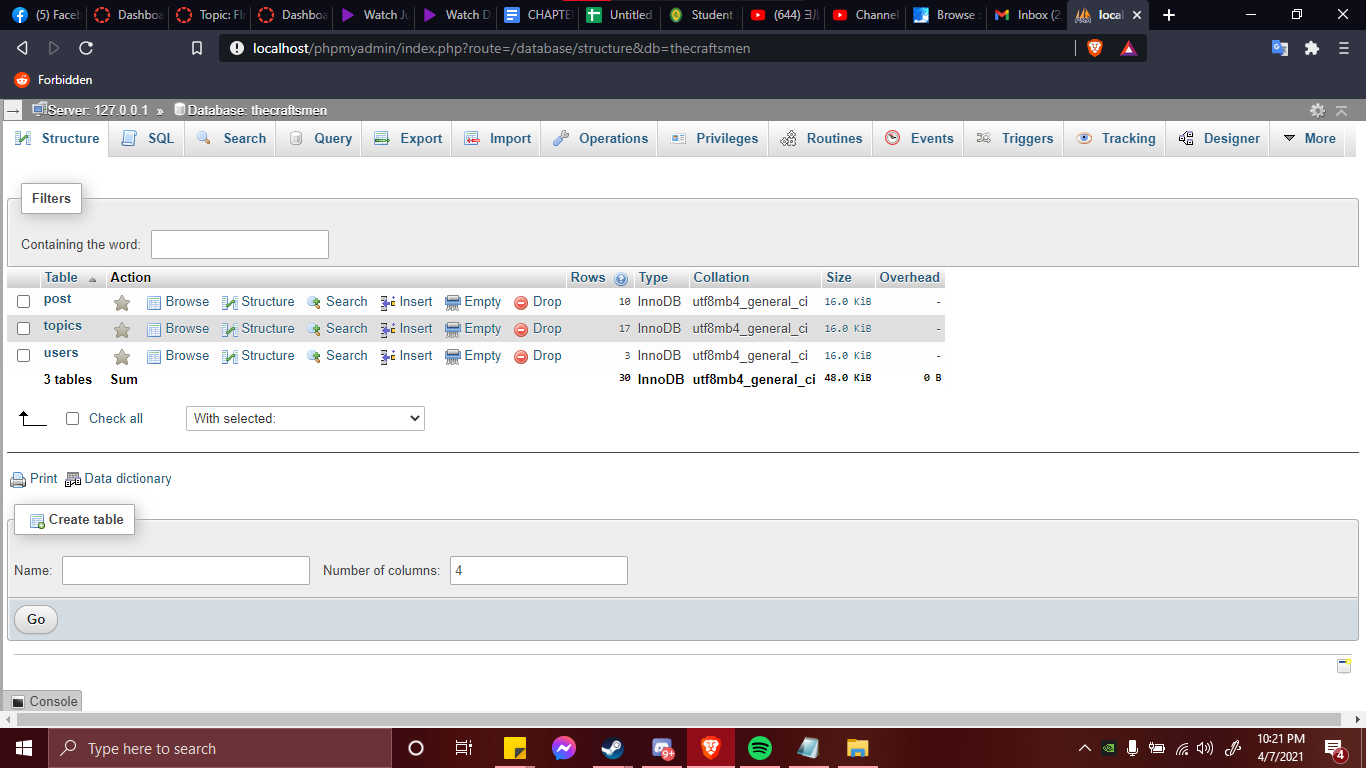 (5) Faceb Dashboa Topic: FIr Dashboa Watch Ju Watch D CHAPTE Untitled Student Channel Browse Inbox (2, local
localhost/phpmyadmin/index.php?route=/database/structure&db=thecraftsmen
Forbidden
Server: 127.0.0.1 » Database: thecraftsmen
Structure SQL Search Query Export Import Operations Privileges Routines Events Triggers Tracking Designer More
Filters
Containing the word:
Table Action Rows Type Collation Size Overhead
post Browse Structure Search Insert Empty Drop 10 InnoDB utf8mb4_general_ci 16.0 KiB -
topics Browse Structure Search Insert Empty Drop 17 InnoDB utf8mb4_general_ci 16.0 KiB -
users Browse Structure Search Insert Empty Drop 3 InnoDB utf8mb4_general_ci 16.0 KiB -
3 tables Sum 30 InnoDB utf8mb4_general_ci 48.0 KiB 0 B
Check all With selected:
Print Data dictionary
Create table
Name: Number of columns: 4
Go
Console
Type here to search 9+ 10:21 PM
4/7/2021 4